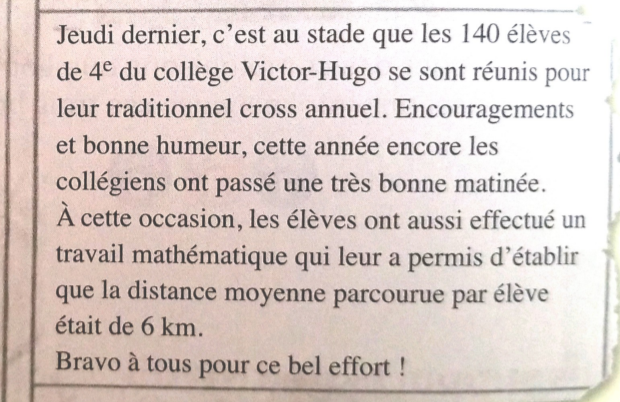 Jeudi dernier, c'est au stade que les 140 élèves
de 4e du collège Victor-Hugo se sont réunis pour
leur traditionnel cross annuel. Encouragements
et bonne humeur, cette année encore les
collégiens ont passé une très bonne matinée.
À cette occasion, les élèves ont aussi effectué un
travail mathématique qui leur a permis d'établir
que la distance moyenne parcourue par élève
était de 6 km.
Bravo à tous pour ce bel effort !